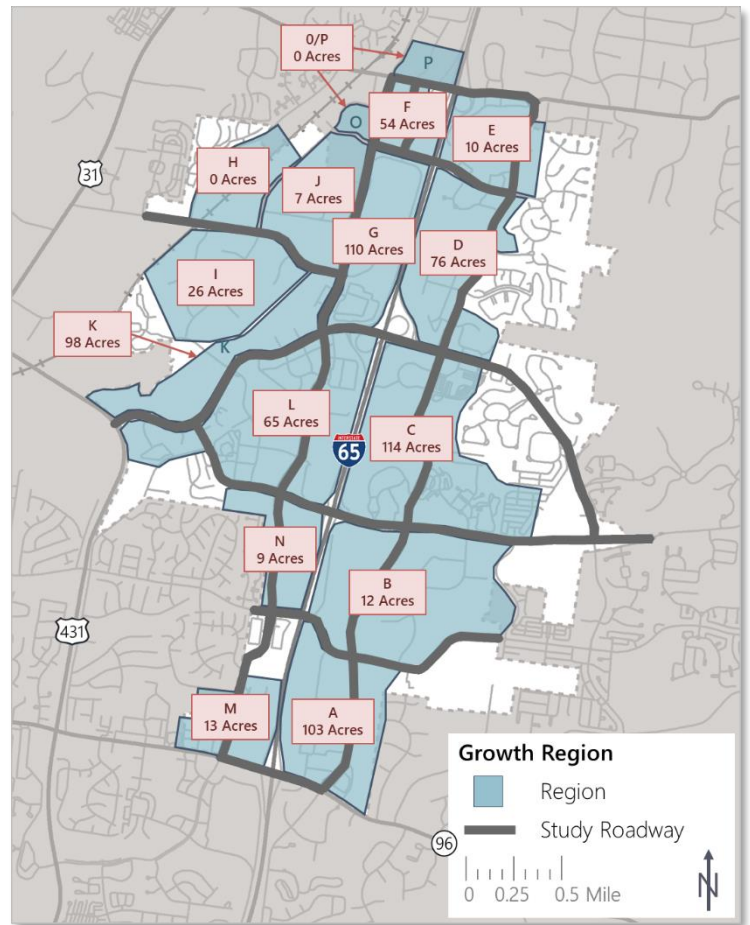 0/P
0 Acres
P
F
54 Acres
O
E
10 Acres
H
0 Acres
31
J
7 Acres
G
110 Acres
D
76 Acres
I
26 Acres
K
98 Acres
K
L
65 Acres
INTERSTATE
65
C
114 Acres
N
9 Acres
B
12 Acres
431
M
13 Acres
A
103 Acres
Growth Region
Region
Study Roadway
96
0 0.25 0.5 Mile
N